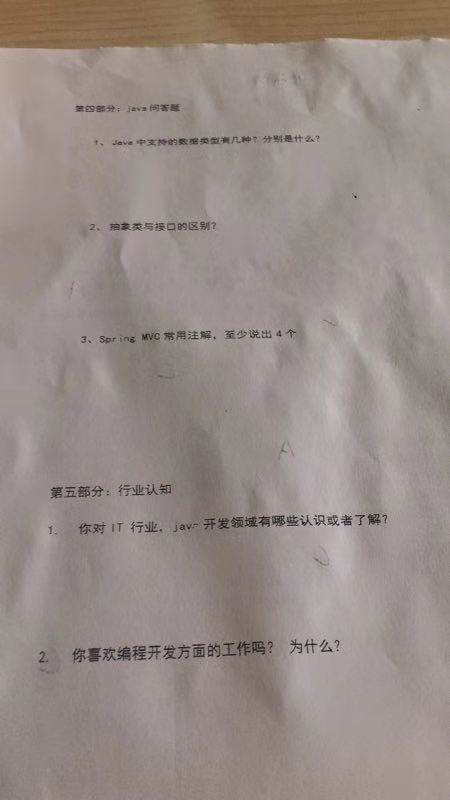 第四部分：java 问答题
1、 Java 中支持的数据类型有几种？分别是什么？
2、 抽象类与接口的区别？
3、Spring MVC 常用注解，至少说出 4 个
第五部分：行业认知
1. 你对 IT 行业，java 开发领域有哪些认识或者了解？
2. 你喜欢编程开发方面的工作吗？ 为什么？